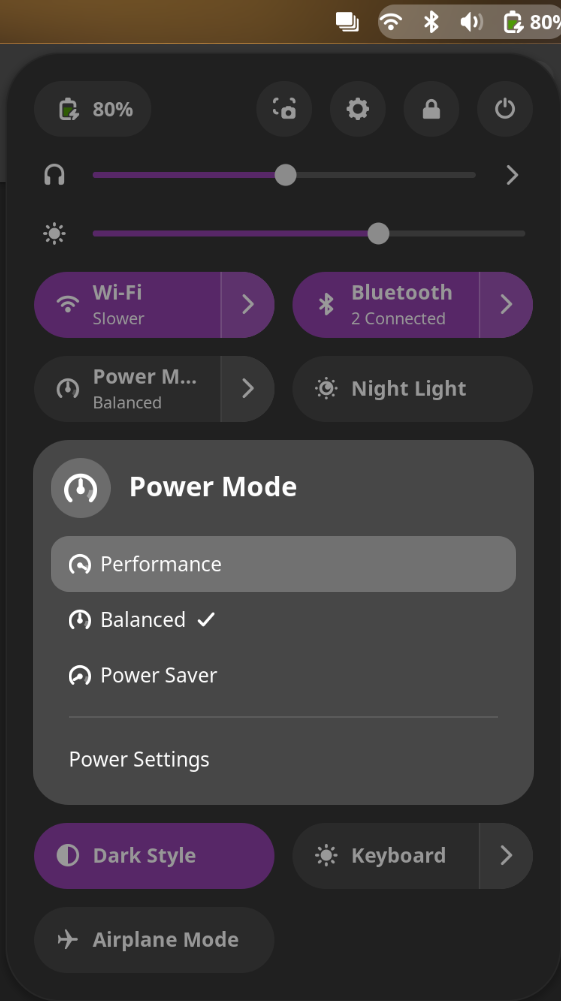 80%
80%
Wi-Fi
Slower
Bluetooth
2 Connected
Power M...
Balanced
Night Light
Power Mode
Performance
Balanced
Power Saver
Power Settings
Dark Style
Keyboard
Airplane Mode